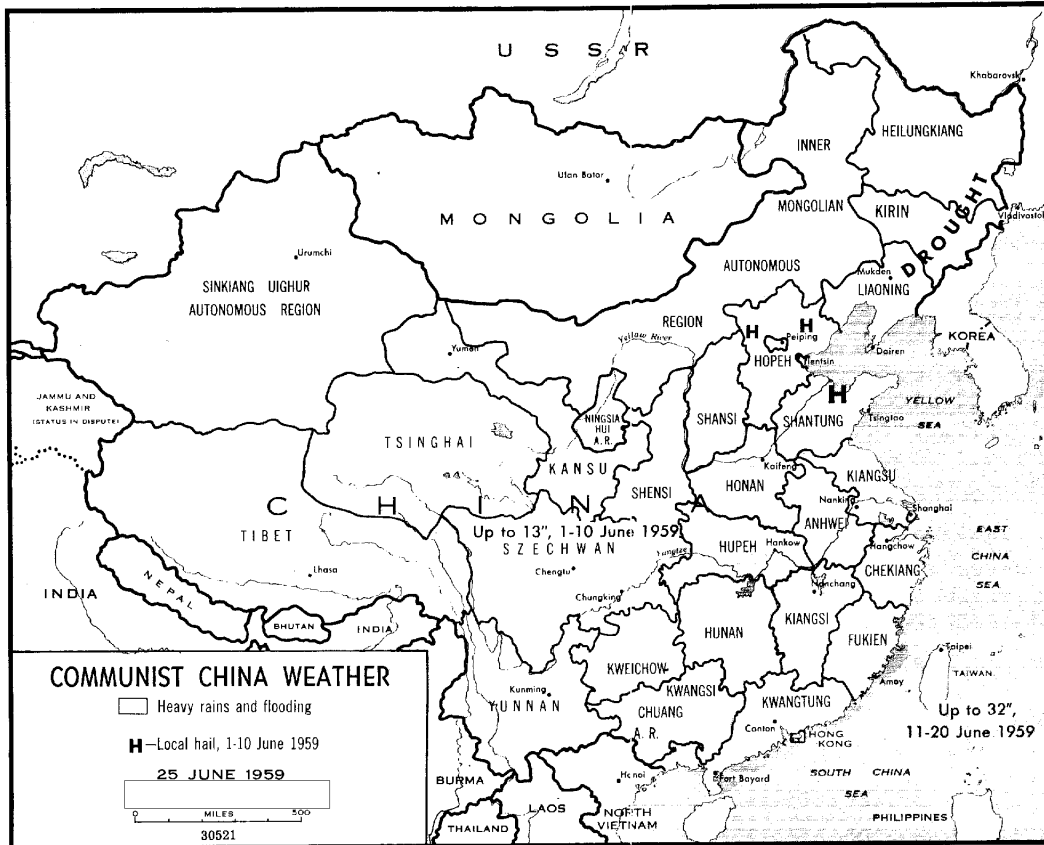 U S S R
Khabarovsk
HEILUNGKIANG
INNER
Ulan Bator
MONGOLIA
MONGOLIAN
KIRIN
DROUGHT
Vladivostok
Urumchi
SINKIANG UIGHUR
AUTONOMOUS REGION
AUTONOMOUS
Mukden
LIAONING
REGION
H
H
Peiping
Yellow River
Yumen
HOPEH
Tientsin
Dairen
KOREA
JAMMU AND
KASHMIR
(STATUS IN DISPUTE)
NINGSIA
HUI
A.R.
SHANSI
H
SHANTUNG
Tsingtao
YELLOW
SEA
TSINGHAI
KANSU
SHENSI
Kaifeng
HONAN
KIANGSU
CHINA
Nanking
ANHWEI
Shanghai
TIBET
Up to 13", 1-10 June 1959
SZECHWAN
Yangtze
HUPEH
Hankow
Hangchow
CHEKIANG
EAST
CHINA
SEA
Lhasa
Chengtu
Chungking
Nanchang
INDIA
NEPAL
BHUTAN
INDIA
HUNAN
KIANGSI
FUKIEN
Taipei
TAIWAN
KWEICHOW
KWANGSI
CHUANG
A.R.
Amoy
Kunming
YUNNAN
KWANGTUNG
Canton
HONG
KONG
Up to 32",
11-20 June 1959
Fort Bayard
Hanoi
SOUTH CHINA
SEA
BURMA
LAOS
NORTH
VIETNAM
THAILAND
PHILIPPINES
COMMUNIST CHINA WEATHER
Heavy rains and flooding
H—Local hail, 1-10 June 1959
25 JUNE 1959
0 MILES 500
30521